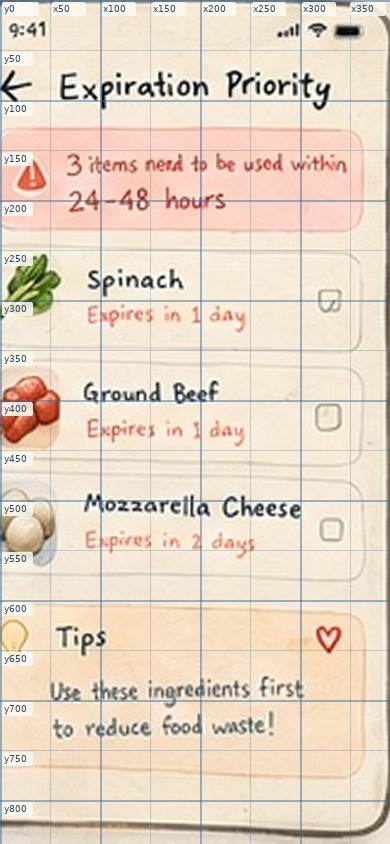 9:41
Expiration Priority
3 items need to be used within
24-48 hours
Spinach
Expires in 1 day
Ground Beef
Expires in 1 day
Mozzarella Cheese
Expires in 2 days
Tips
Use these ingredients first
to reduce food waste!